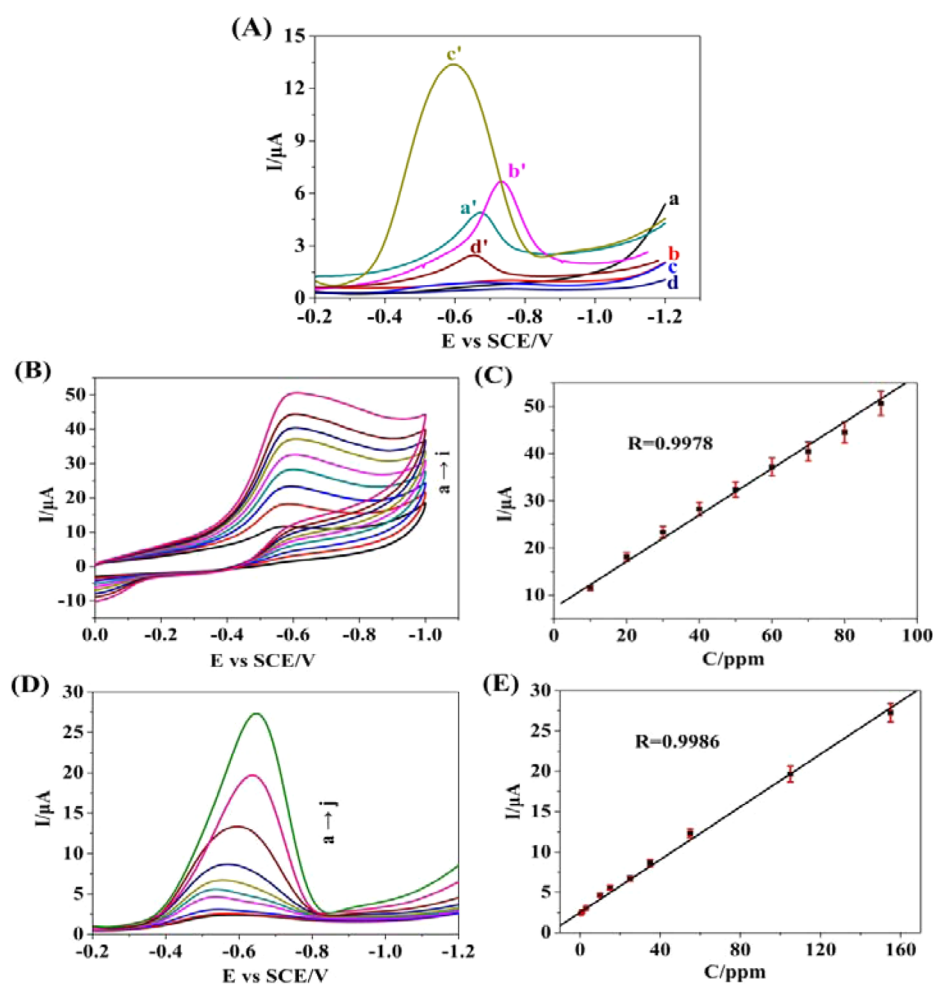 (A)
15
12
9
6
3
0
I/μA
c'
b'
a'
d'
a
b
c
d
-0.2
-0.4
-0.6
-0.8
-1.0
-1.2
E vs SCE/V
(B)
50
40
30
20
10
0
-10
I/μA
a → i
0.0
-0.2
-0.4
-0.6
-0.8
-1.0
E vs SCE/V
(C)
50
40
30
20
10
I/μA
R=0.9978
0
20
40
60
80
100
C/ppm
(D)
30
25
20
15
10
5
0
I/μA
a → j
-0.2
-0.4
-0.6
-0.8
-1.0
-1.2
E vs SCE/V
(E)
30
25
20
15
10
5
0
I/μA
R=0.9986
0
40
80
120
160
C/ppm